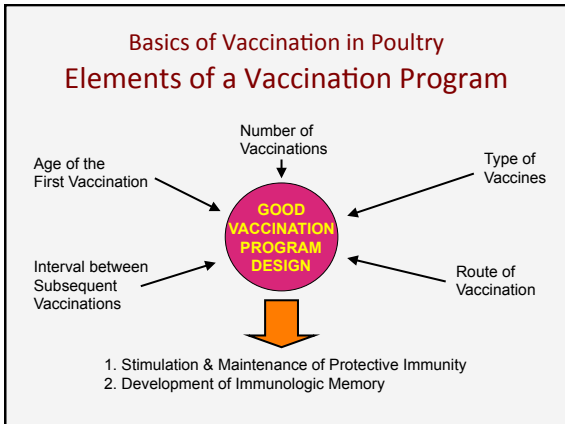 Basics of Vaccination in Poultry
Elements of a Vaccination Program
Number of
Vaccinations
Age of the
First Vaccination
Type of
Vaccines
GOOD
VACCINATION
PROGRAM
DESIGN
Interval between
Subsequent
Vaccinations
Route of
Vaccination
1. Stimulation & Maintenance of Protective Immunity
2. Development of Immunologic Memory